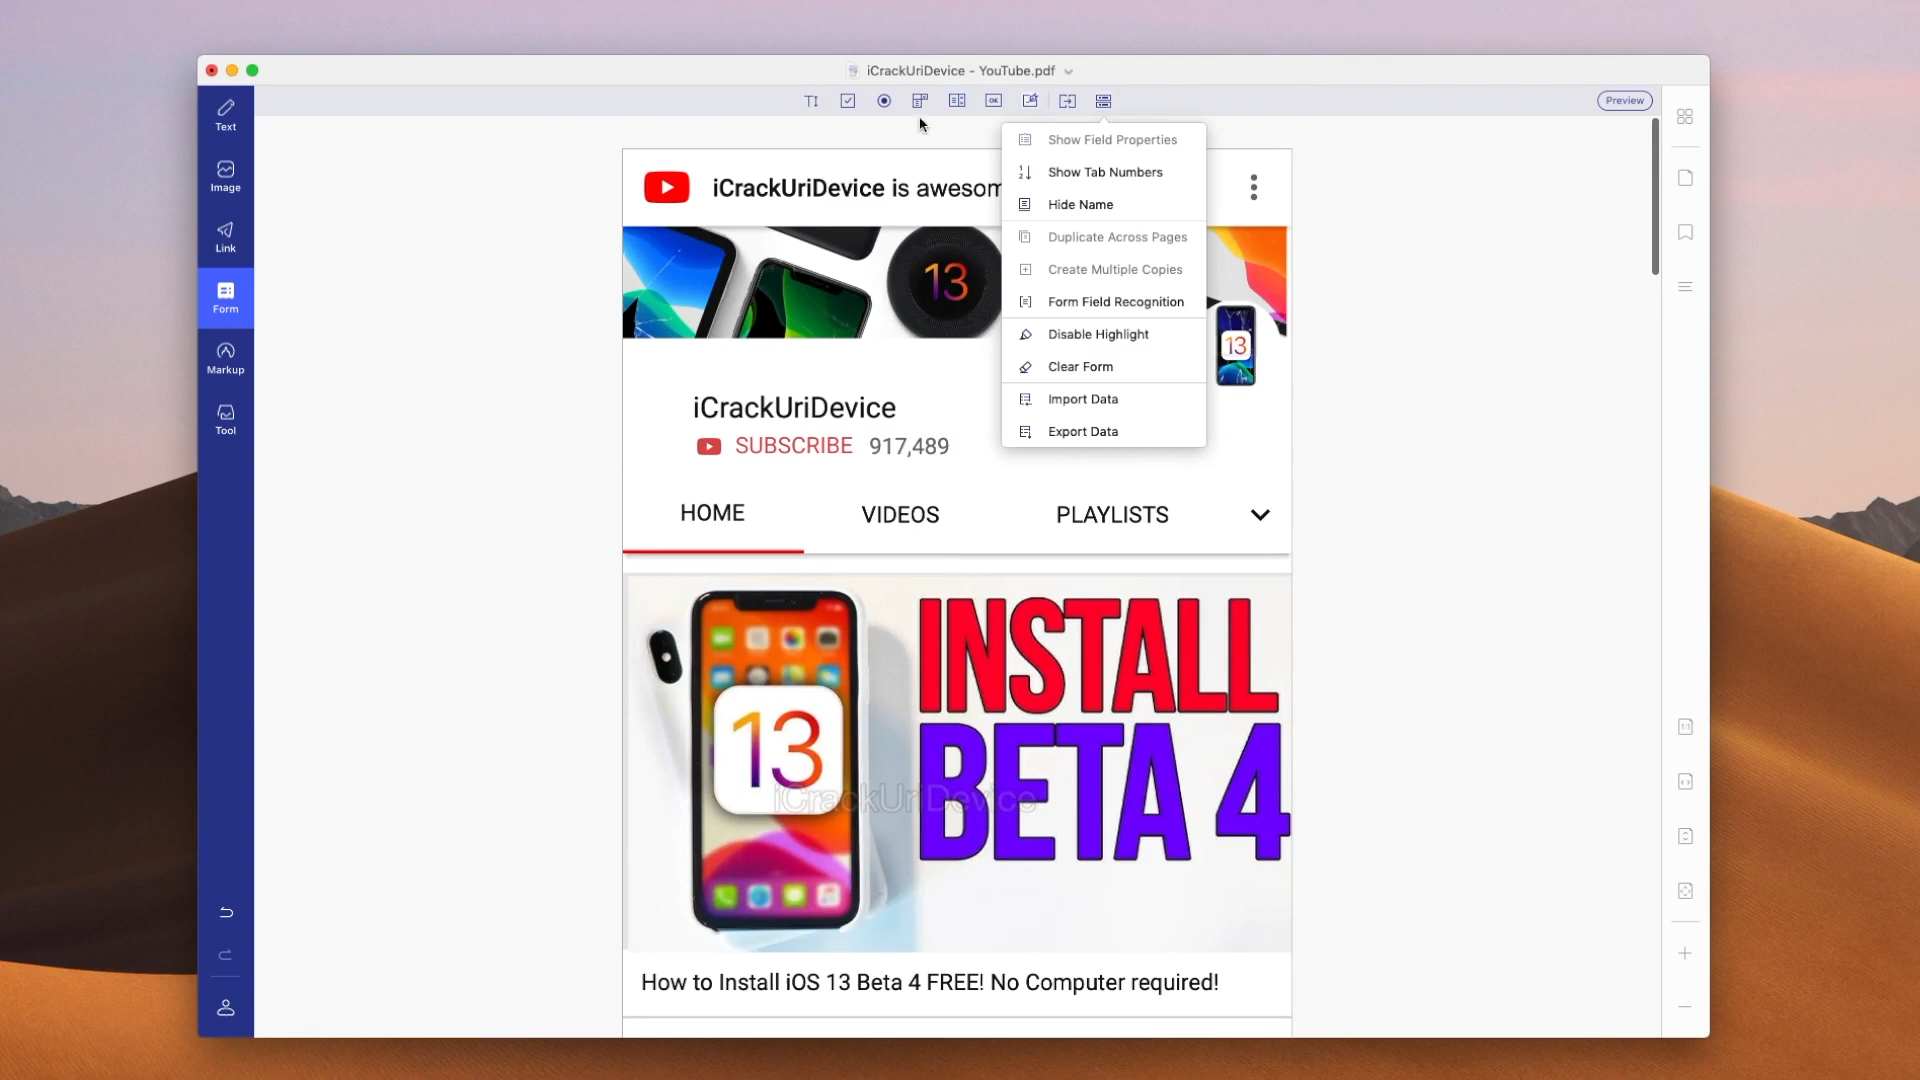 iCrackUriDevice - YouTube.pdf
OK
Preview
Text
Image
Link
Form
Markup
Tool
Show Field Properties
Show Tab Numbers
Hide Name
Duplicate Across Pages
Create Multiple Copies
Form Field Recognition
Disable Highlight
Clear Form
Import Data
Export Data
iCrackUriDevice is awesom
13
13
iCrackUriDevice
SUBSCRIBE 917,489
HOME VIDEOS PLAYLISTS
INSTALL
BETA 4
13
iCrackUriDevice
How to Install iOS 13 Beta 4 FREE! No Computer required!